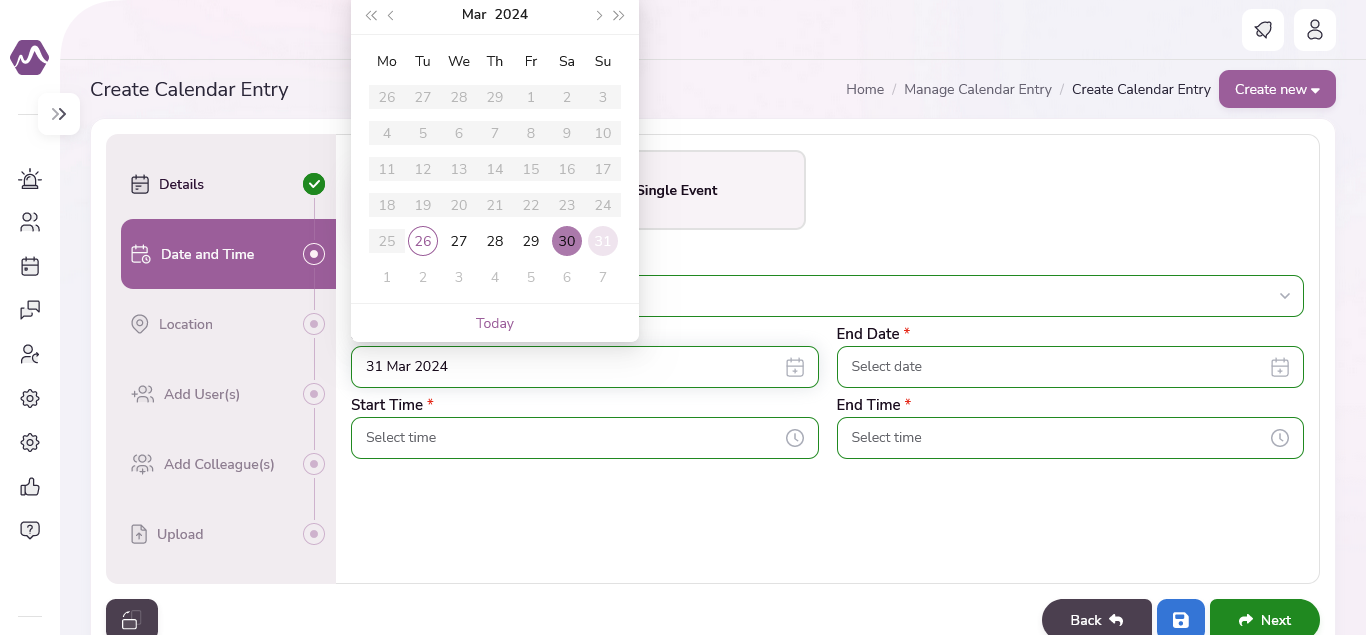 Mar 2024
Create Calendar Entry
Home / Manage Calendar Entry / Create Calendar Entry
Create new
Mo Tu We Th Fr Sa Su
26 27 28 29 1 2 3
4 5 6 7 8 9 10
11 12 13 14 15 16 17
18 19 20 21 22 23 24
25 26 27 28 29 30 31
1 2 3 4 5 6 7
Today
Details
Date and Time
Location
Add User(s)
Add Colleague(s)
Upload
Single Event
31 Mar 2024
End Date *
Select date
Start Time *
Select time
End Time *
Select time
Back
Next